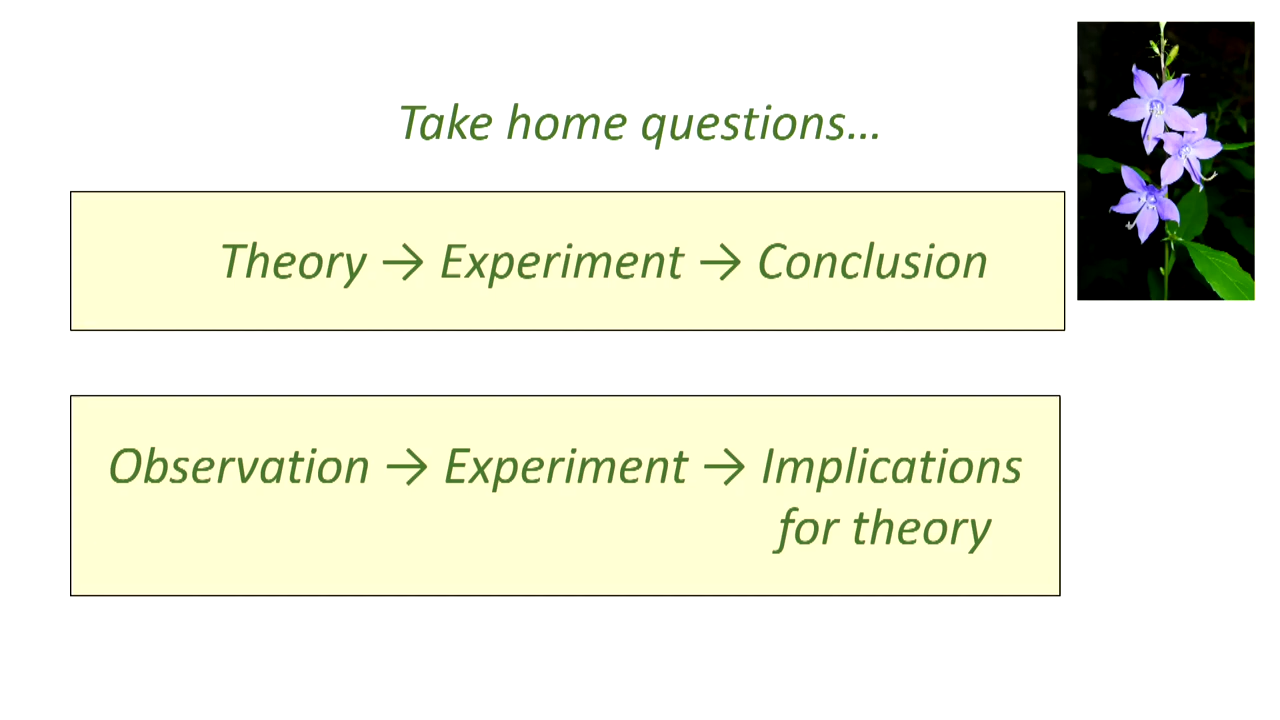 Take home questions…
Theory → Experiment → Conclusion
Observation → Experiment → Implications
for theory